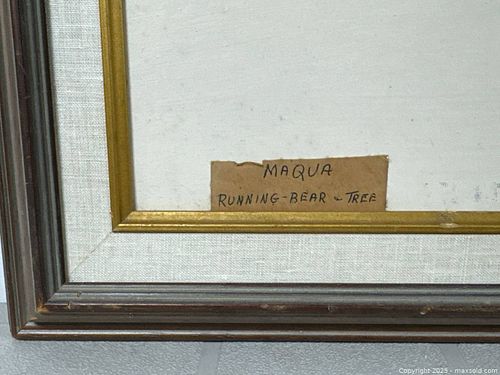 MAQUA
RUNNING-BEAR - TREE
Copyright 2025 - maxsold.com